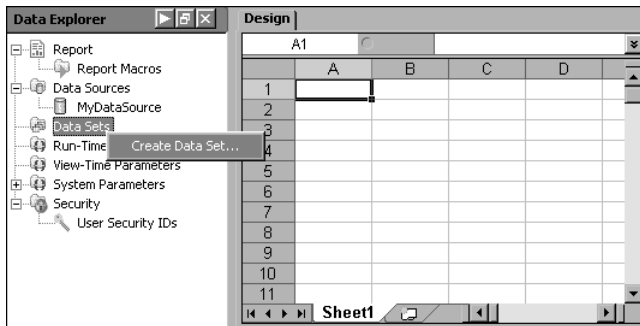 Data Explorer
Report
Report Macros
Data Sources
MyDataSource
Data Sets
Create Data Set...
Run-Time
View-Time Parameters
System Parameters
Security
User Security IDs
Design
A1
A B C D
1
2
3
4
5
6
7
8
9
10
11
Sheet1